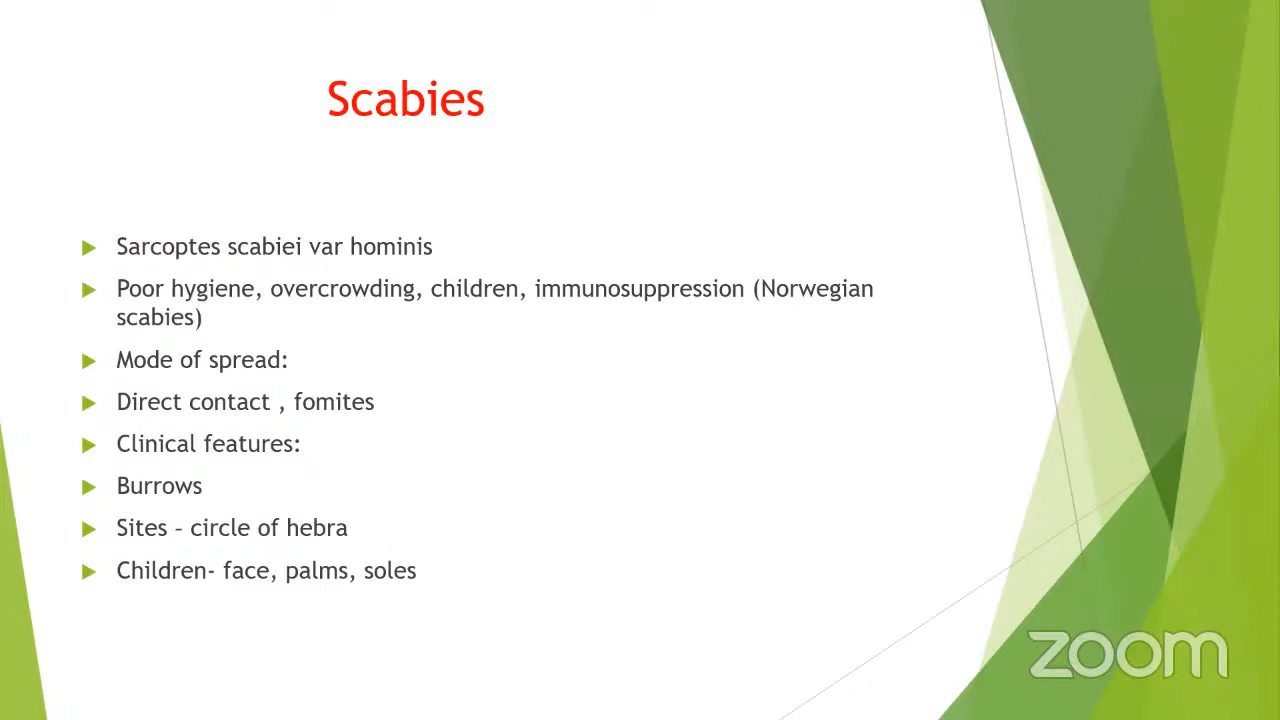 Scabies
Sarcoptes scabiei var hominis
Poor hygiene, overcrowding, children, immunosuppression (Norwegian
scabies)
Mode of spread:
Direct contact , fomites
Clinical features:
Burrows
Sites – circle of hebra
Children- face, palms, soles
zoom